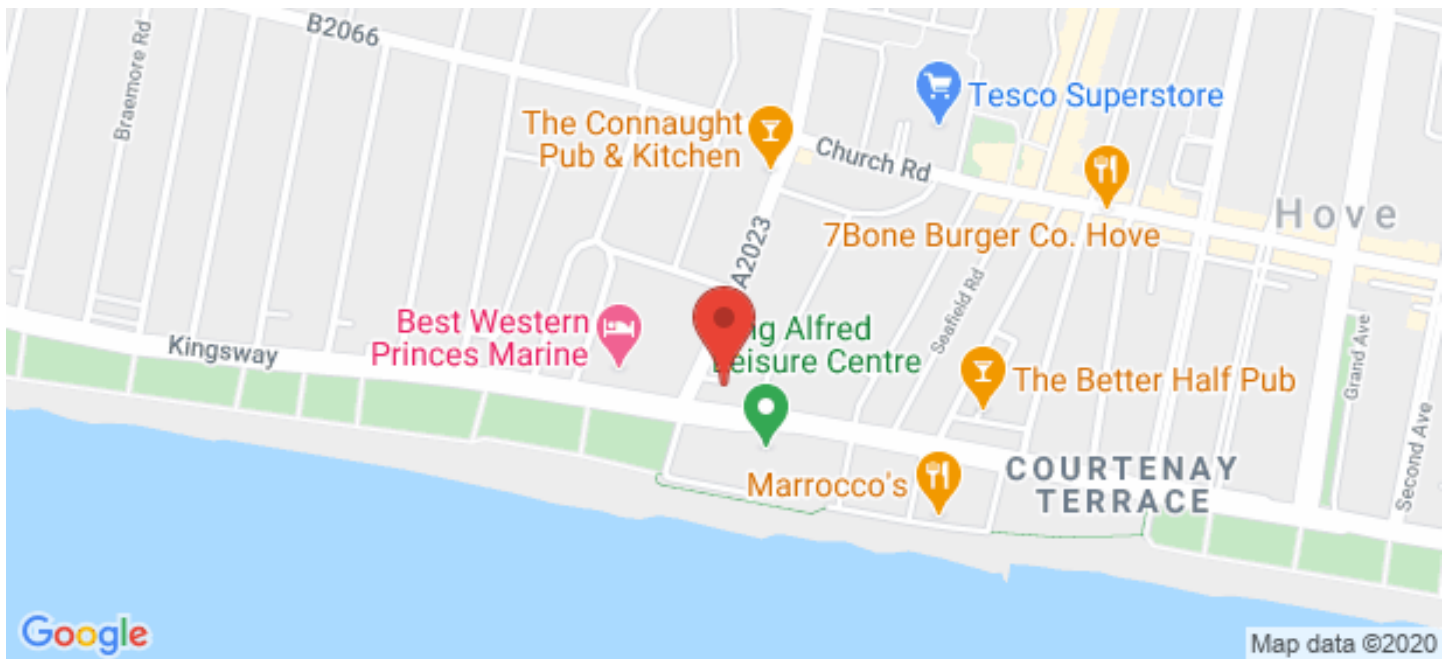 Braemore Rd
B2066
Tesco Superstore
The Connaught
Pub & Kitchen
Church Rd
7Bone Burger Co. Hove
Hove
A2023
Seafield Rd
Best Western
Princes Marine
Kingsway
Alfred
Leisure Centre
The Better Half Pub
Grand Ave
Second Ave
Marrocco's
COURTENAY
TERRACE
Google
Map data ©2020